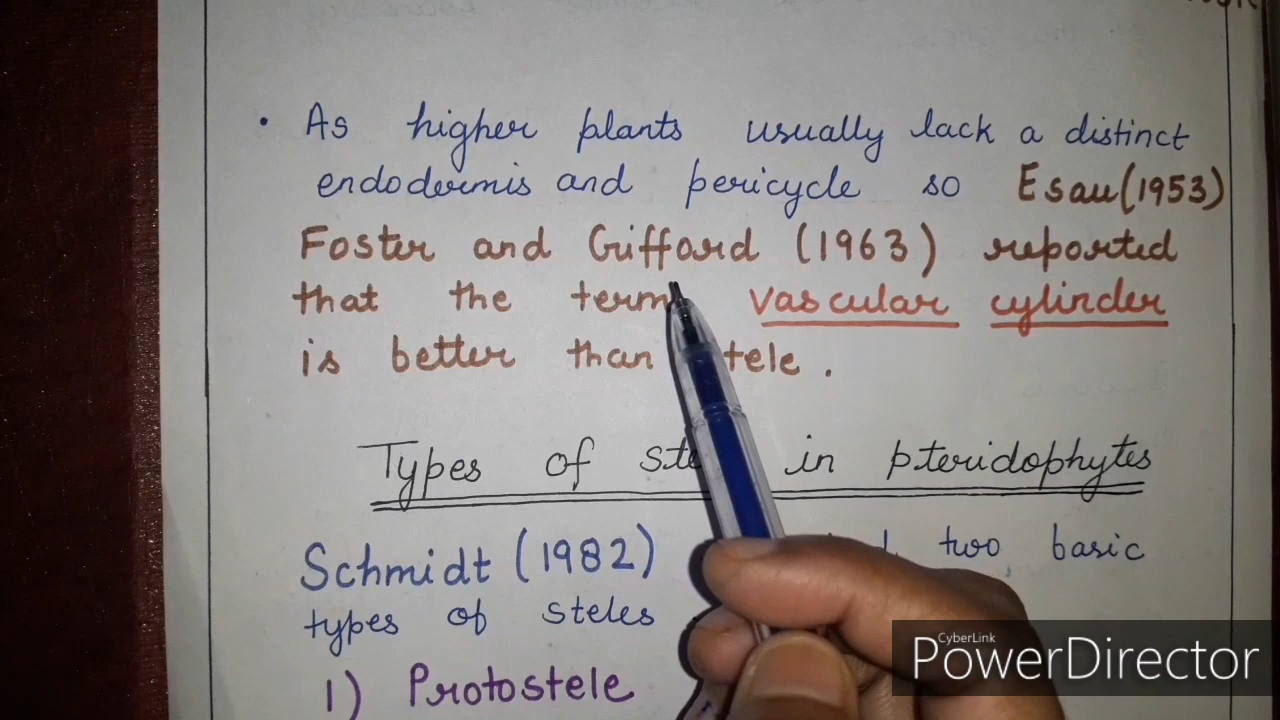 • As higher plants usually lack a distinct
endodermis and pericycle so Esau (1953)
Foster and Gifford (1963) reported
that the term vascular cylinder
is better than tele.
Types of ste in pteridophytes
Schmidt (1982) two basic
types of steles
1) Protostele
CyberLink
PowerDirector